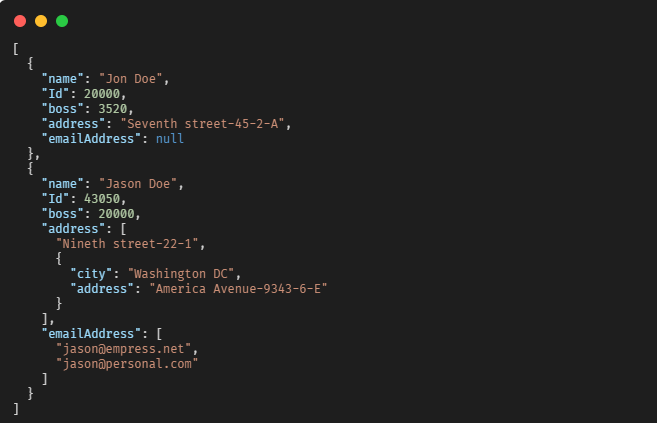 [
  {
    "name": "Jon Doe",
    "Id": 20000,
    "boss": 3520,
    "address": "Seventh street-45-2-A",
    "emailAddress": null
  },
  {
    "name": "Jason Doe",
    "Id": 43050,
    "boss": 20000,
    "address": [
      "Nineth street-22-1",
      {
        "city": "Washington DC",
        "address": "America Avenue-9343-6-E"
      }
    ],
    "emailAddress": [
      "jason@empress.net",
      "jason@personal.com"
    ]
  }
]